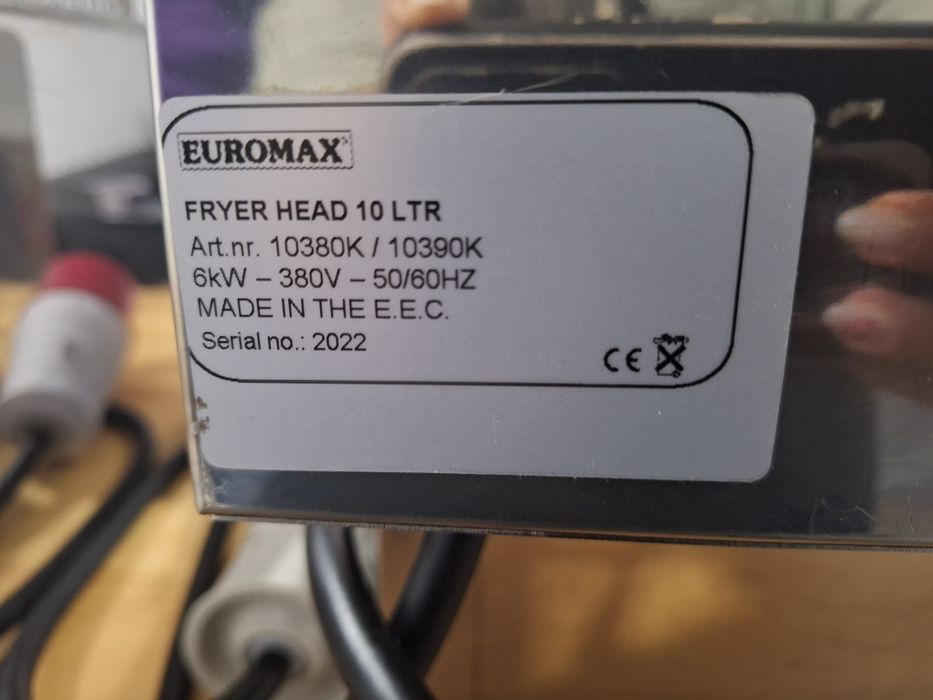 EUROMAX
FRYER HEAD 10 LTR
Art.nr. 10380K / 10390K
6kW – 380V – 50/60HZ
MADE IN THE E.E.C.
Serial no.: 2022
CE